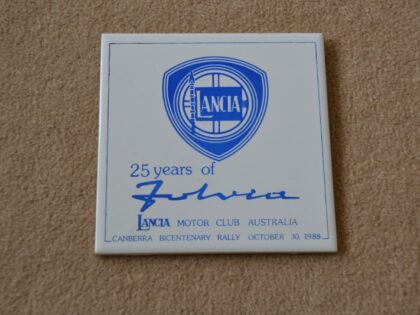 LANCIA
25 years of
Fulvia
LANCIA MOTOR CLUB AUSTRALIA
CANBERRA BICENTENARY RALLY OCTOBER 30, 1988